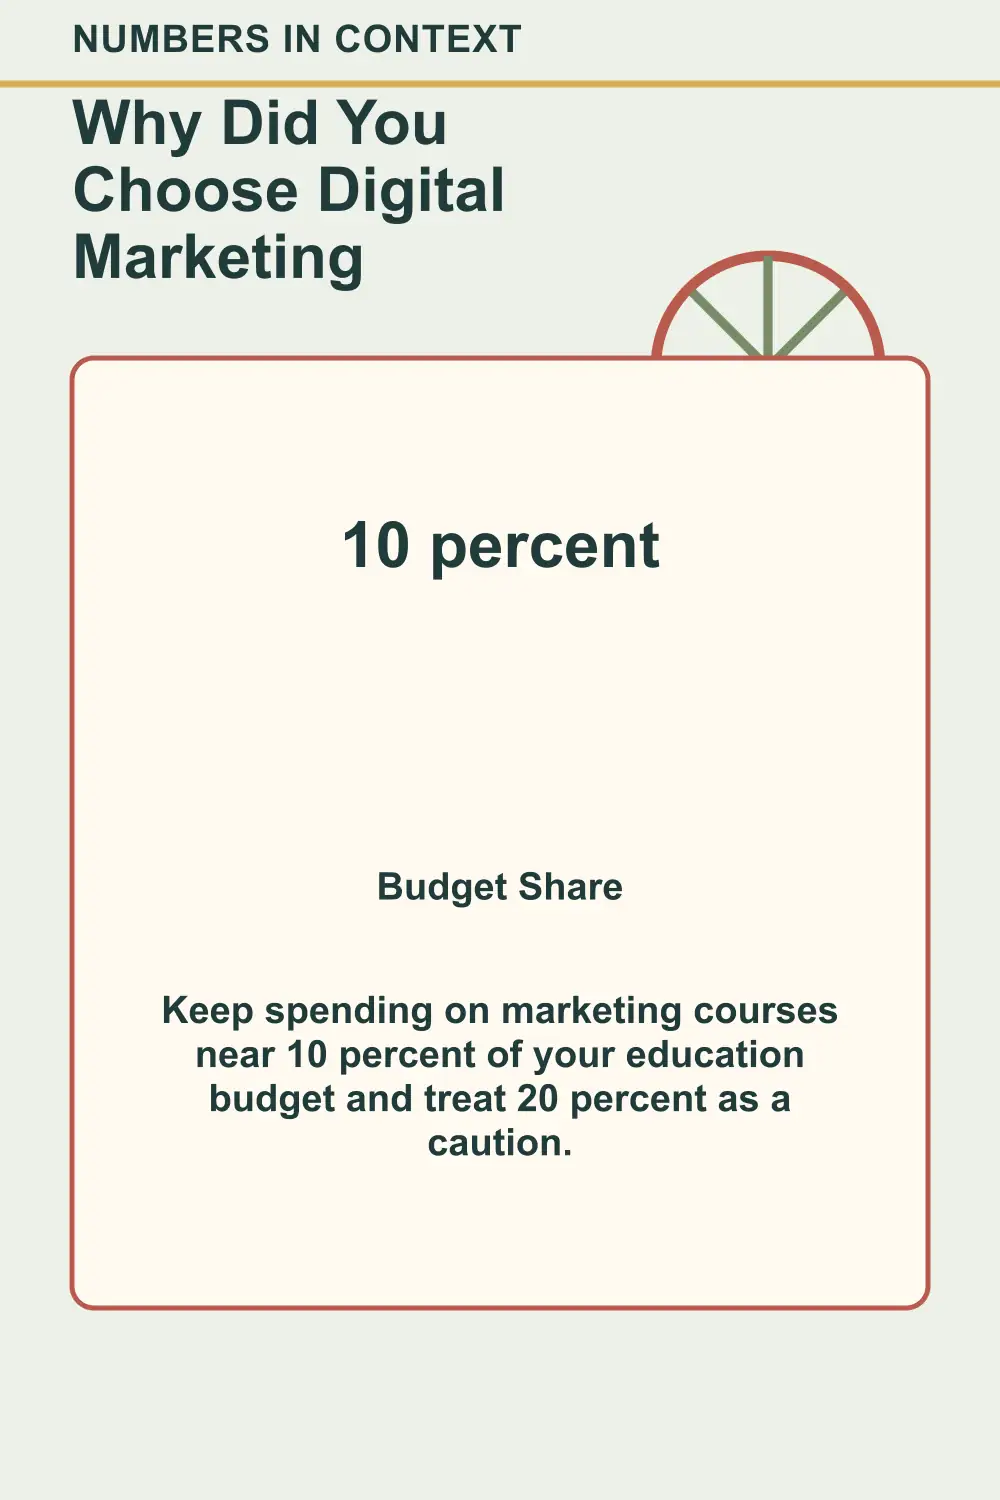 NUMBERS IN CONTEXT
Why Did You
Choose Digital
Marketing
10 percent
Budget Share
Keep spending on marketing courses
near 10 percent of your education
budget and treat 20 percent as a
caution.